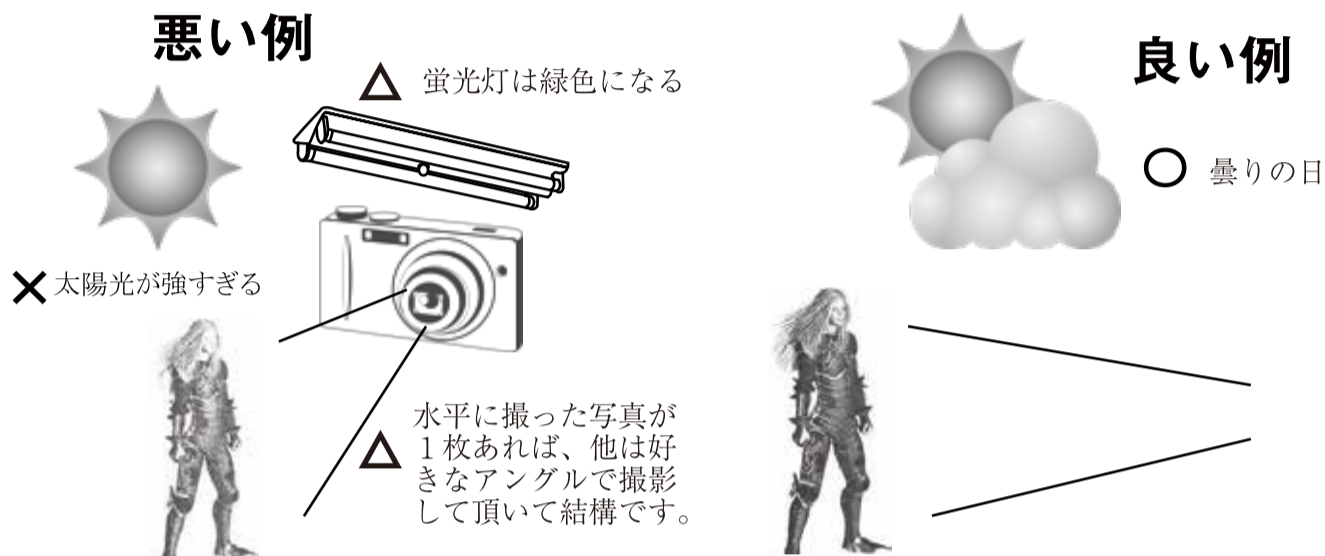 悪い例
△ 蛍光灯は緑色になる
× 太陽光が強すぎる
△ 水平に撮った写真が
１枚あれば、他は好
きなアングルで撮影
して頂いて結構です。
良い例
○ 曇りの日